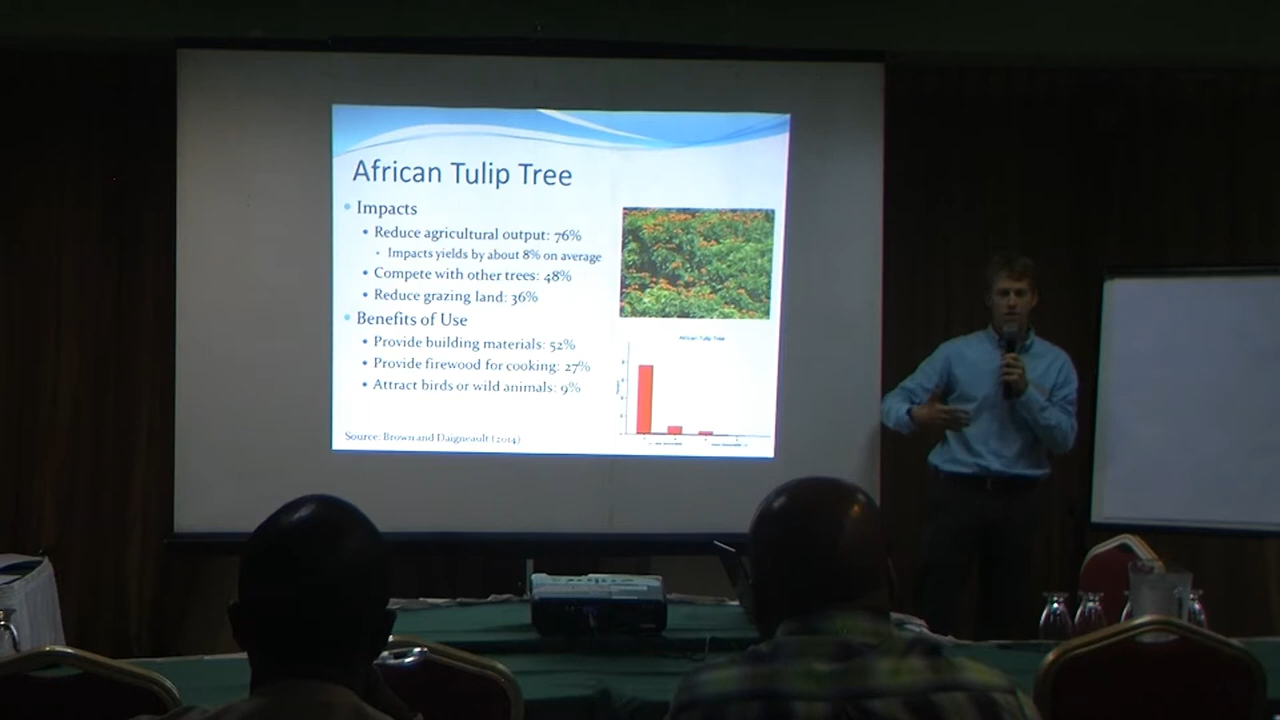 African Tulip Tree
Impacts
Reduce agricultural output: 76%
Impacts yields by about 8% on average
Compete with other trees: 48%
Reduce grazing land: 36%
Benefits of Use
Provide building materials: 52%
Provide firewood for cooking: 27%
Attract birds or wild animals: 9%
Source: Brown and Daigneault (2014)
African Tulip Tree